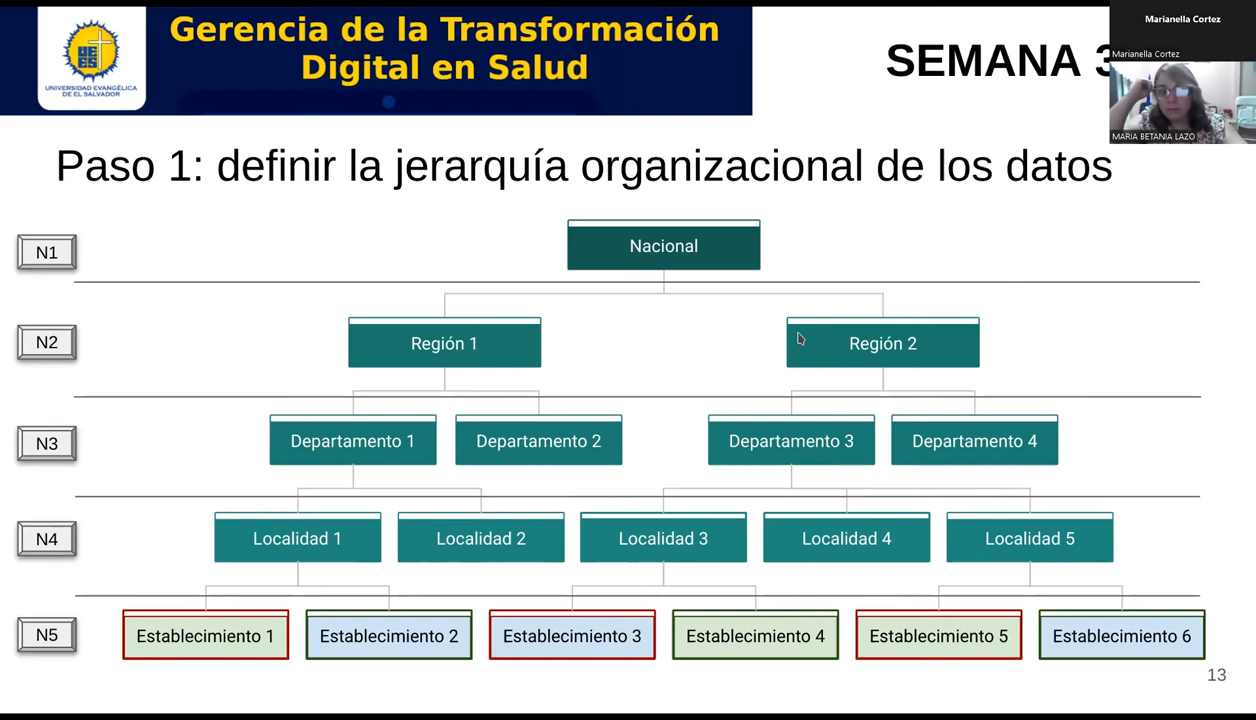 Gerencia de la Transformación
Digital en Salud
UNIVERSIDAD EVANGÉLICA
DE EL SALVADOR
SEMANA 3
Marianella Cortez
Marianella Cortez
MARIA BETANIA LAZO
Paso 1: definir la jerarquía organizacional de los datos
N1
Nacional
N2
Región 1
Región 2
N3
Departamento 1
Departamento 2
Departamento 3
Departamento 4
N4
Localidad 1
Localidad 2
Localidad 3
Localidad 4
Localidad 5
N5
Establecimiento 1
Establecimiento 2
Establecimiento 3
Establecimiento 4
Establecimiento 5
Establecimiento 6
13